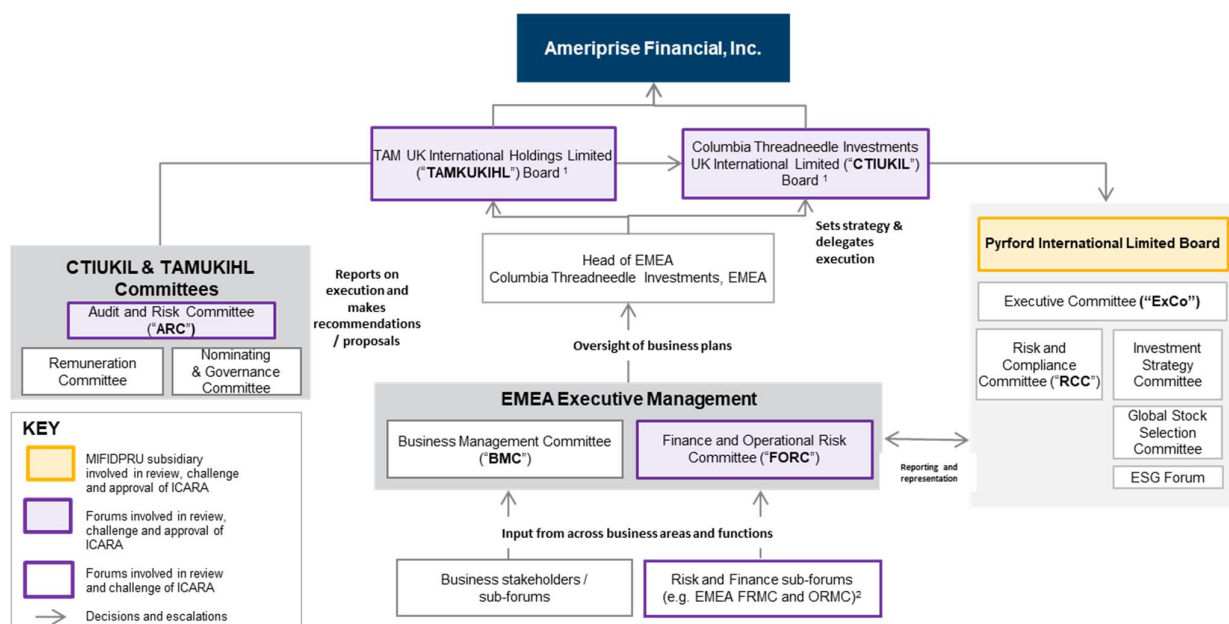 Ameriprise Financial, Inc.
TAM UK International Holdings Limited
("TAMKUKIHL") Board ¹
Columbia Threadneedle Investments
UK International Limited ("CTIUKIL")
Board ¹
Sets strategy &
delegates
execution
Head of EMEA
Columbia Threadneedle Investments, EMEA
CTIUKIL & TAMUKIHL
Committees
Audit and Risk Committee
("ARC")
Remuneration
Committee
Nominating
& Governance
Committee
Reports on
execution and
makes
recommendations
/ proposals
Pyrford International Limited Board
Executive Committee ("ExCo")
Risk and
Compliance
Committee ("RCC")
Investment
Strategy
Committee
Global Stock
Selection
Committee
ESG Forum
Oversight of business plans
EMEA Executive Management
Business Management Committee
("BMC")
Finance and Operational Risk
Committee ("FORC")
Reporting and
representation
Input from across business areas and functions
Business stakeholders /
sub-forums
Risk and Finance sub-forums
(e.g. EMEA FRMC and ORMC)²
KEY
MIFIDPRU subsidiary
involved in review, challenge
and approval of ICARA
Forums involved in review,
challenge and approval of
ICARA
Forums involved in review
and challenge of ICARA
Decisions and escalations